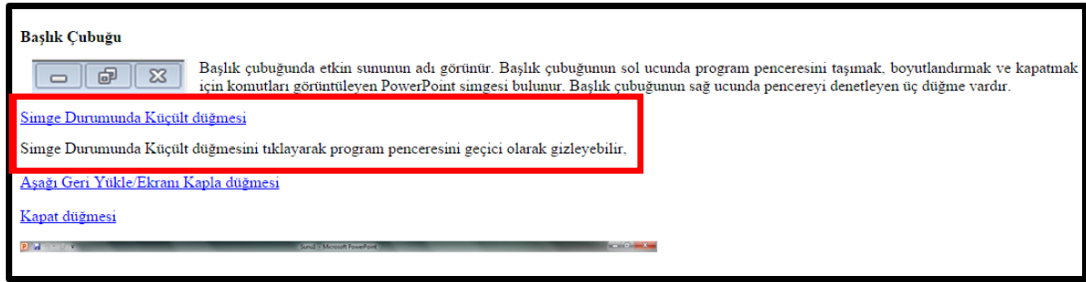 Başlık Çubuğu
Başlık çubuğunda etkin sununun adı görünür. Başlık çubuğunun sol ucunda program penceresini taşımak, boyutlandırmak ve kapatmak
için komutları görüntüleyen PowerPoint simgesi bulunur. Başlık çubuğunun sağ ucunda pencereyi denetleyen üç düğme vardır.
Simge Durumunda Küçült düğmesi
Simge Durumunda Küçült düğmesini tıklayarak program penceresini geçici olarak gizleyebilir,
Aşağı Geri Yükle/Ekranı Kapla düğmesi
Kapat düğmesi
Microsoft PowerPoint